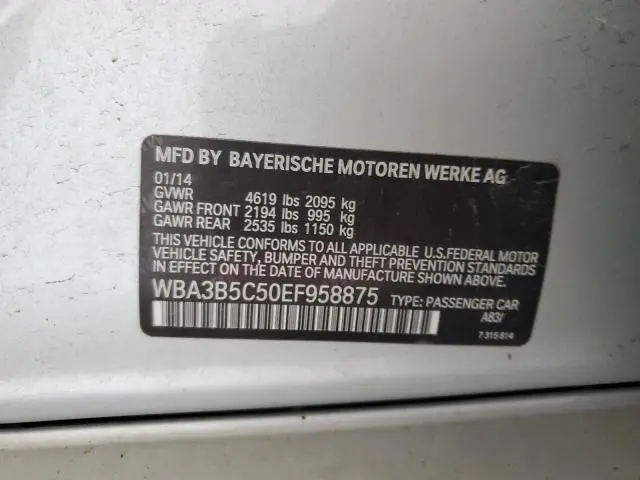 MFD BY BAYERISCHE MOTOREN WERKE AG
01/14
GVWR 4619 lbs 2095 kg
GAWR FRONT 2194 lbs 995 kg
GAWR REAR 2535 lbs 1150 kg
THIS VEHICLE CONFORMS TO ALL APPLICABLE U.S.FEDERAL MOTOR
VEHICLE SAFETY, BUMPER AND THEFT PREVENTION STANDARDS
IN EFFECT ON THE DATE OF MANUFACTURE SHOWN ABOVE.
WBA3B5C50EF958875 TYPE: PASSENGER CAR
A83/
7 315 814